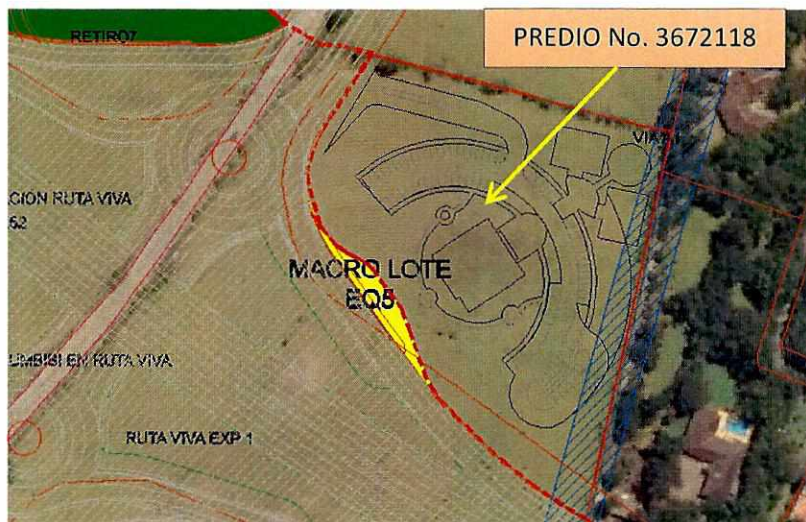 RETIRO7
PREDIO No. 3672118
VIA
CION RUTA VIVA
52
MACRO LOTE
EQ5
UMBISI EN RUTA VIVA
RUTA VIVA EXP 1